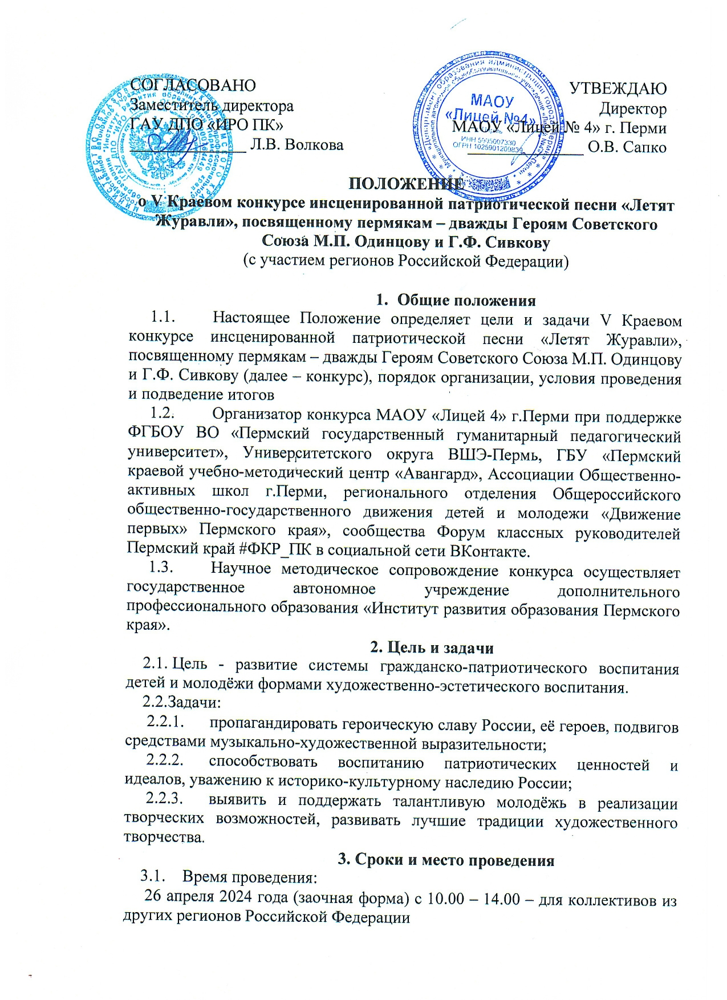 СОГЛАСОВАНО
Заместитель директора
ГАУ ДПО «ИРО ПК»
______________ Л.В. Волкова
УТВЕЖДАЮ
Директор
МАОУ «Лицей № 4» г. Перми
______________ О.В. Сапко
МАОУ
«Лицей №4»
ОГРН 1025901209839
ПОЛОЖЕНИЕ
о V Краевом конкурсе инсценированной патриотической песни «Летят
Журавли», посвященному пермякам – дважды Героям Советского
Союза М.П. Одинцову и Г.Ф. Сивкову
(с участием регионов Российской Федерации)
1. Общие положения
1.1. Настоящее Положение определяет цели и задачи V Краевом
конкурсе инсценированной патриотической песни «Летят Журавли»,
посвященному пермякам – дважды Героям Советского Союза М.П. Одинцову
и Г.Ф. Сивкову (далее – конкурс), порядок организации, условия проведения
и подведение итогов
1.2. Организатор конкурса МАОУ «Лицей 4» г.Перми при поддержке
ФГБОУ ВО «Пермский государственный гуманитарный педагогический
университет», Университетского округа ВШЭ-Пермь, ГБУ «Пермский
краевой учебно-методический центр «Авангард», Ассоциации Общественно-
активных школ г.Перми, регионального отделения Общероссийского
общественно-государственного движения детей и молодежи «Движение
первых» Пермского края», сообщества Форум классных руководителей
Пермский край #ФКР_ПК в социальной сети ВКонтакте.
1.3. Научное методическое сопровождение конкурса осуществляет
государственное автономное учреждение дополнительного
профессионального образования «Институт развития образования Пермского
края».
2. Цель и задачи
2.1. Цель - развитие системы гражданско-патриотического воспитания
детей и молодёжи формами художественно-эстетического воспитания.
2.2.Задачи:
2.2.1. пропагандировать героическую славу России, её героев, подвигов
средствами музыкально-художественной выразительности;
2.2.2. способствовать воспитанию патриотических ценностей и
идеалов, уважению к историко-культурному наследию России;
2.2.3. выявить и поддержать талантливую молодёжь в реализации
творческих возможностей, развивать лучшие традиции художественного
творчества.
3. Сроки и место проведения
3.1. Время проведения:
26 апреля 2024 года (заочная форма) с 10.00 – 14.00 – для коллективов из
других регионов Российской Федерации